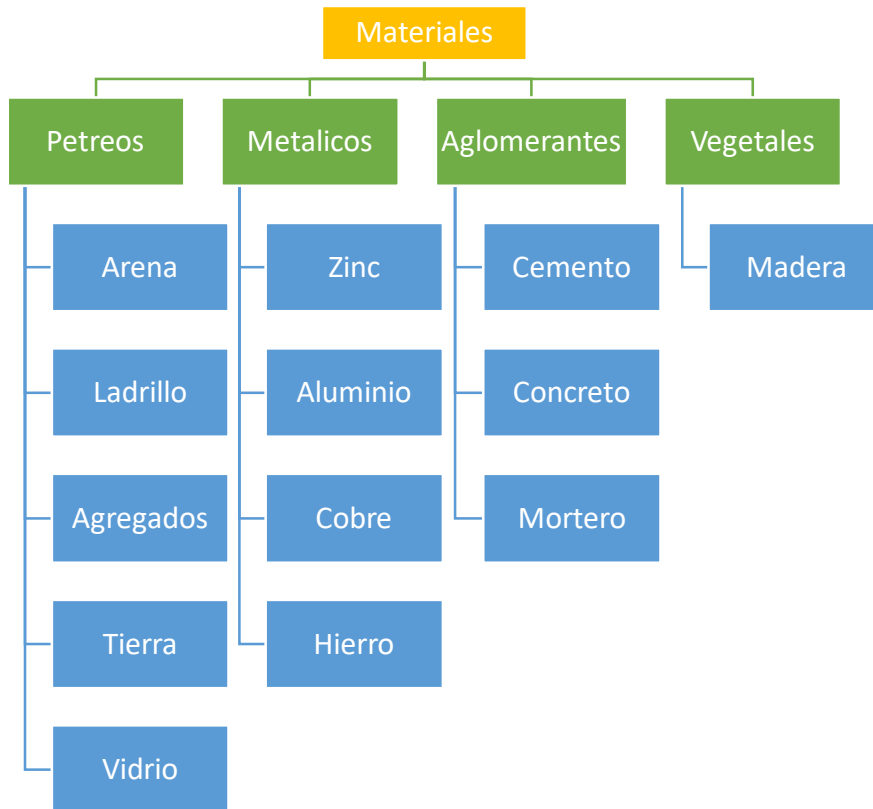 Materiales
Petreos
Metalicos
Aglomerantes
Vegetales
Arena
Zinc
Cemento
Madera
Ladrillo
Aluminio
Concreto
Agregados
Cobre
Mortero
Tierra
Hierro
Vidrio